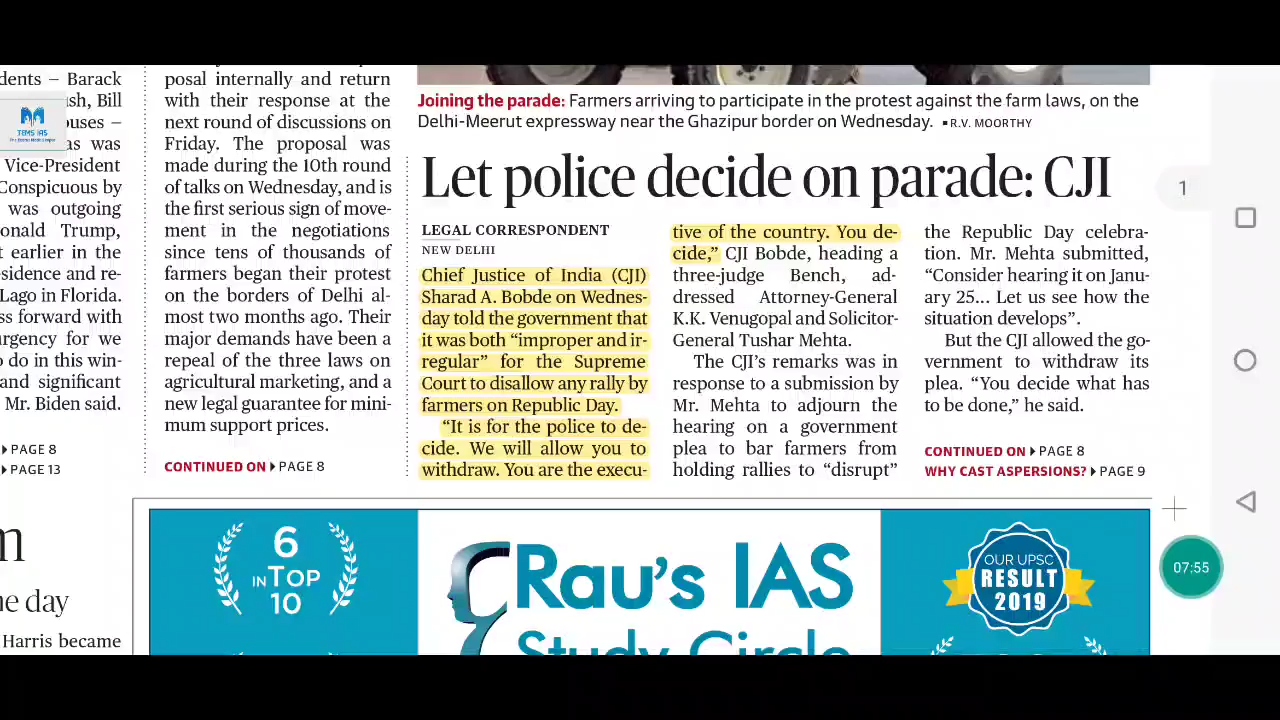 dents – Barack
ush, Bill
ouses –
as was
Vice-President
Conspicuous by
was outgoing
onald Trump,
t earlier in the
sidence and re-
Lago in Florida.
ss forward with
urgency for we
o do in this win-
and significant
Mr. Biden said.
PAGE 8
PAGE 13
m
ne day
Harris became
TEMS IAS
posal internally and return
with their response at the
next round of discussions on
Friday. The proposal was
made during the 10th round
of talks on Wednesday, and is
the first serious sign of move-
ment in the negotiations
since tens of thousands of
farmers began their protest
on the borders of Delhi al-
most two months ago. Their
major demands have been a
repeal of the three laws on
agricultural marketing, and a
new legal guarantee for mini-
mum support prices.
CONTINUED ON PAGE 8
Joining the parade: Farmers arriving to participate in the protest against the farm laws, on the
Delhi-Meerut expressway near the Ghazipur border on Wednesday. ▪ R.V. MOORTHY
Let police decide on parade: CJI
LEGAL CORRESPONDENT
NEW DELHI
Chief Justice of India (CJI)
Sharad A. Bobde on Wednes-
day told the government that
it was both “improper and ir-
regular” for the Supreme
Court to disallow any rally by
farmers on Republic Day.
“It is for the police to de-
cide. We will allow you to
withdraw. You are the execu-
tive of the country. You de-
cide,” CJI Bobde, heading a
three-judge Bench, ad-
dressed Attorney-General
K.K. Venugopal and Solicitor-
General Tushar Mehta.
The CJI’s remarks was in
response to a submission by
Mr. Mehta to adjourn the
hearing on a government
plea to bar farmers from
holding rallies to “disrupt”
the Republic Day celebra-
tion. Mr. Mehta submitted,
“Consider hearing it on Janu-
ary 25... Let us see how the
situation develops”.
But the CJI allowed the go-
vernment to withdraw its
plea. “You decide what has
to be done,” he said.
CONTINUED ON PAGE 8
WHY CAST ASPERSIONS? PAGE 9
6
IN TOP
10
Rau's IAS
Study Circle
OUR UPSC
RESULT
2019
1
07:55